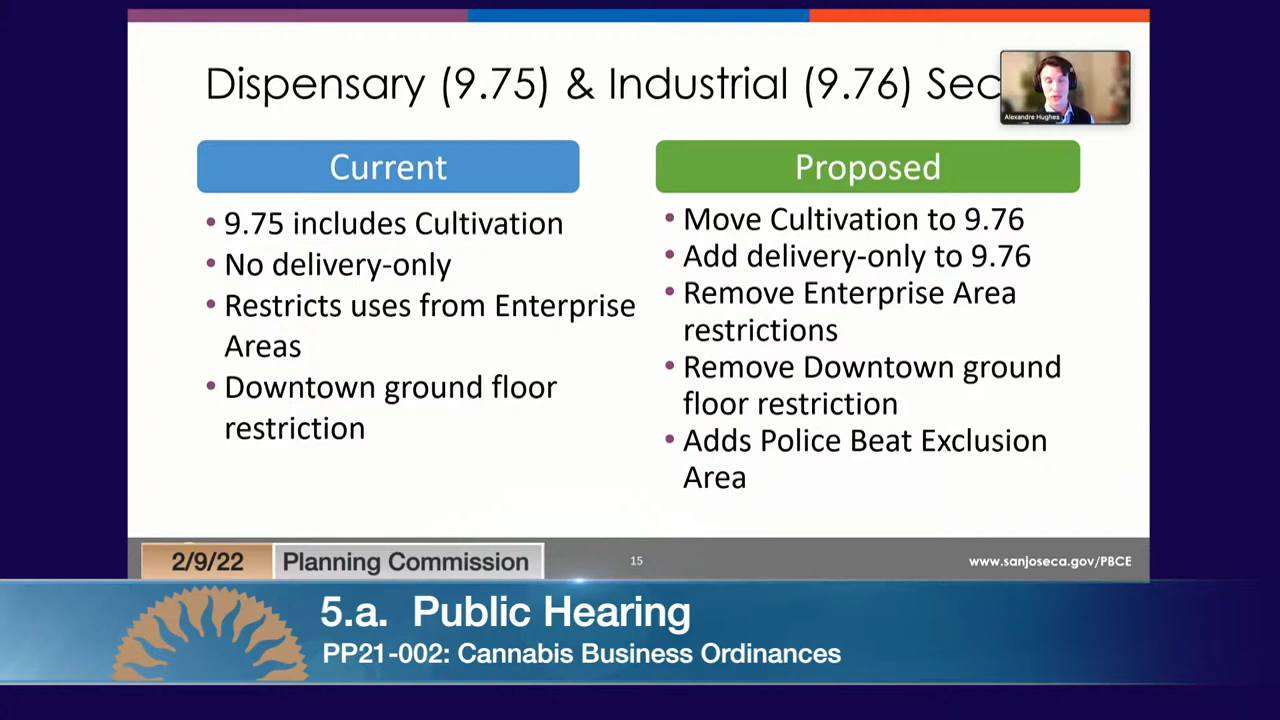 Dispensary (9.75) & Industrial (9.76)
Alexandre Hughes
Current
• 9.75 includes Cultivation
• No delivery-only
• Restricts uses from Enterprise
Areas
• Downtown ground floor
restriction
Proposed
• Move Cultivation to 9.76
• Add delivery-only to 9.76
• Remove Enterprise Area
restrictions
• Remove Downtown ground
floor restriction
• Adds Police Beat Exclusion
Area
2/9/22
Planning Commission
15
www.sanjoseca.gov/PBCE
5.a. Public Hearing
PP21-002: Cannabis Business Ordinances